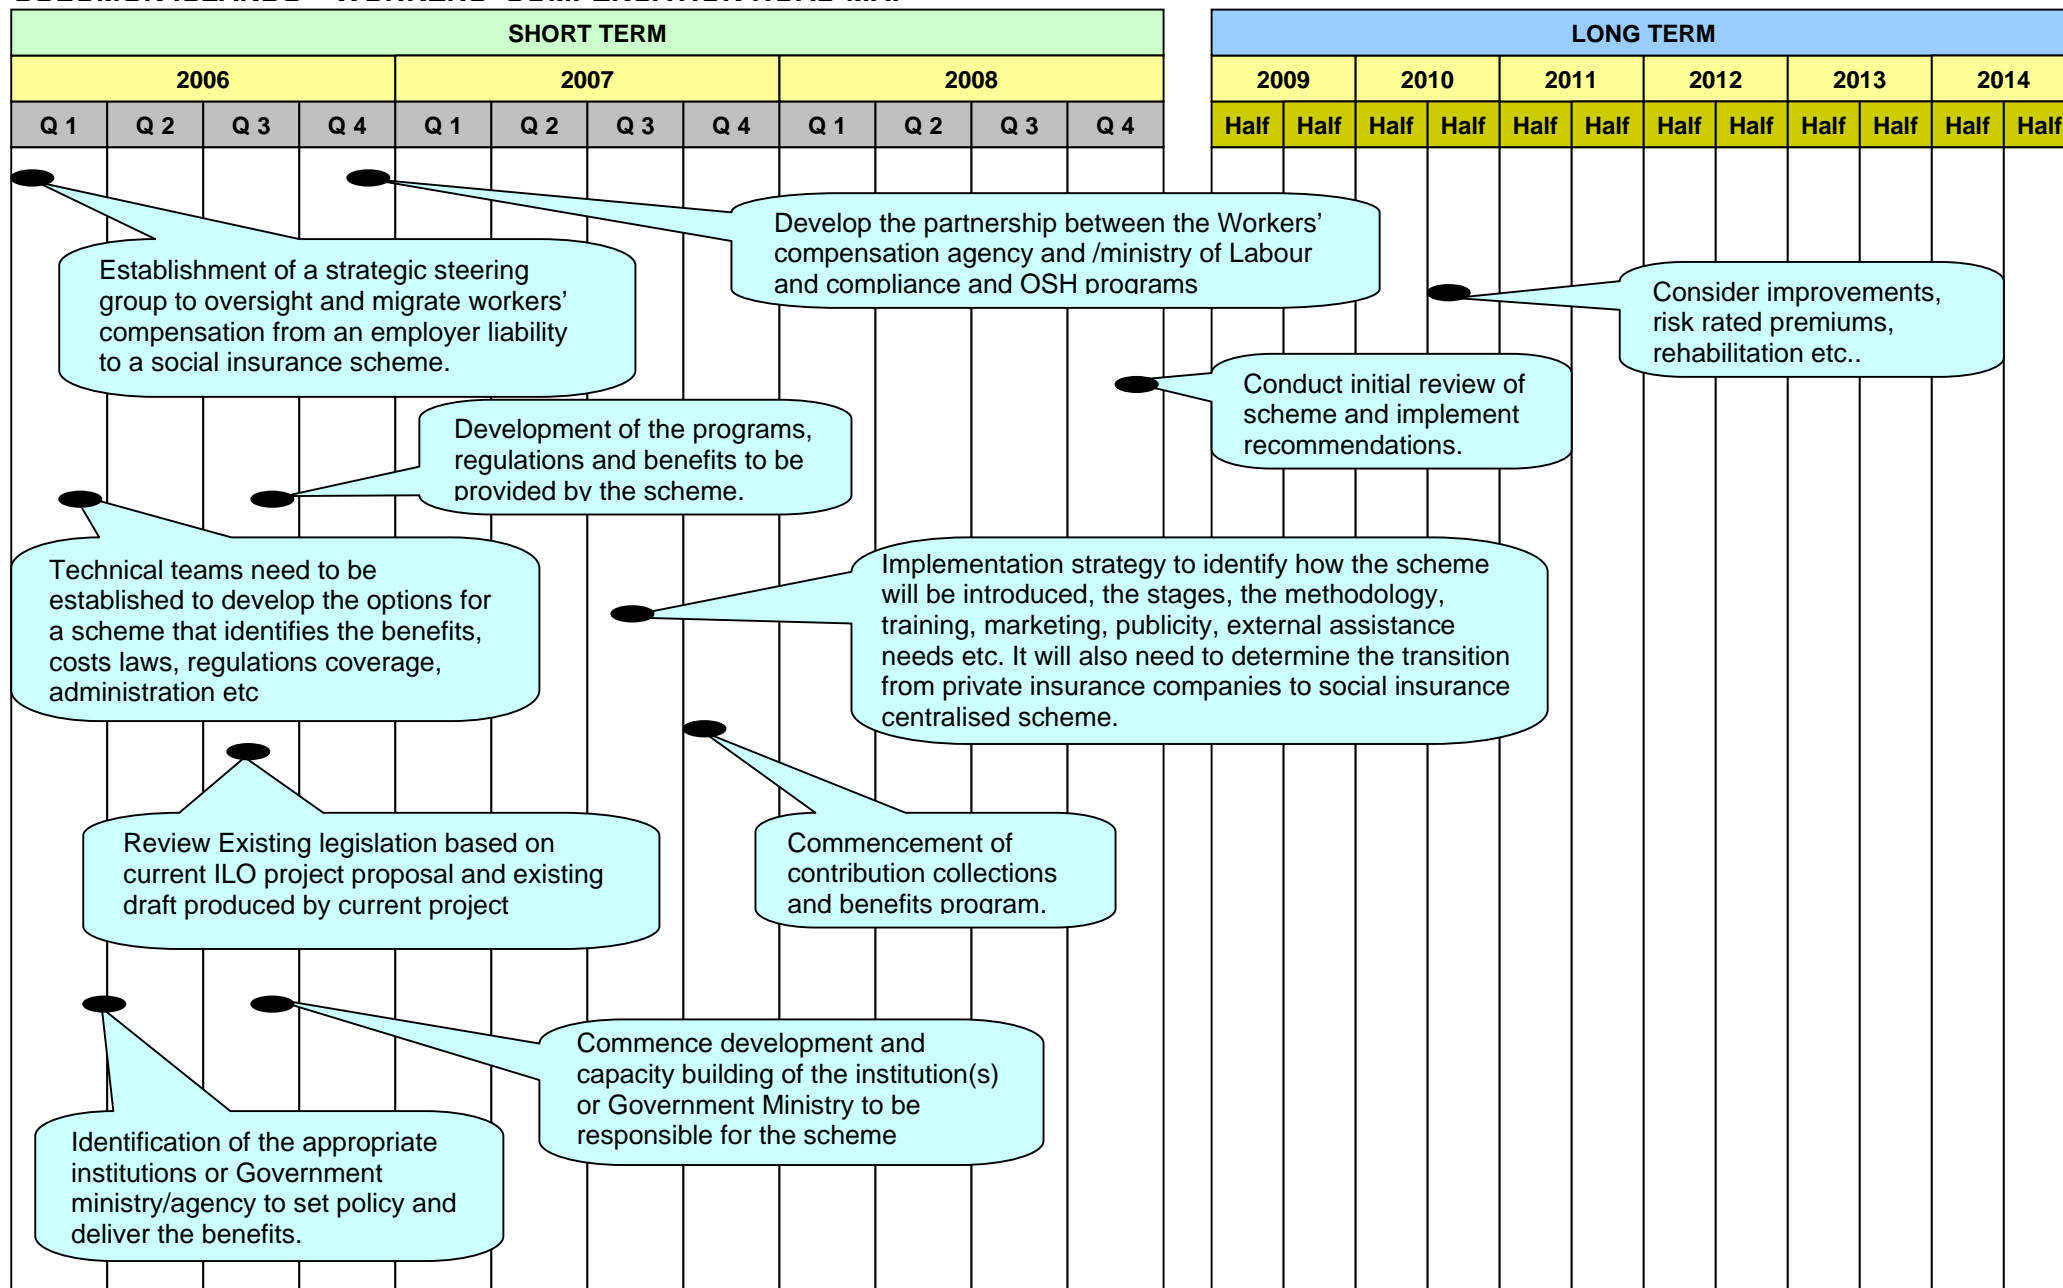 SHORT TERM
LONG TERM
2006 2007 2008 2009 2010 2011 2012 2013 2014
Q 1 Q 2 Q 3 Q 4 Q 1 Q 2 Q 3 Q 4 Q 1 Q 2 Q 3 Q 4 Half Half Half Half Half Half Half Half Half Half Half Half
Develop the partnership between the Workers’
compensation agency and /ministry of Labour
and compliance and OSH programs
Establishment of a strategic steering
group to oversight and migrate workers’
compensation from an employer liability
to a social insurance scheme.
Consider improvements,
risk rated premiums,
rehabilitation etc..
Conduct initial review of
scheme and implement
recommendations.
Development of the programs,
regulations and benefits to be
provided by the scheme.
Technical teams need to be
established to develop the options for
a scheme that identifies the benefits,
costs laws, regulations coverage,
administration etc
Implementation strategy to identify how the scheme
will be introduced, the stages, the methodology,
training, marketing, publicity, external assistance
needs etc. It will also need to determine the transition
from private insurance companies to social insurance
centralised scheme.
Review Existing legislation based on
current ILO project proposal and existing
draft produced by current project
Commencement of
contribution collections
and benefits program.
Commence development and
capacity building of the institution(s)
or Government Ministry to be
responsible for the scheme
Identification of the appropriate
institutions or Government
ministry/agency to set policy and
deliver the benefits.